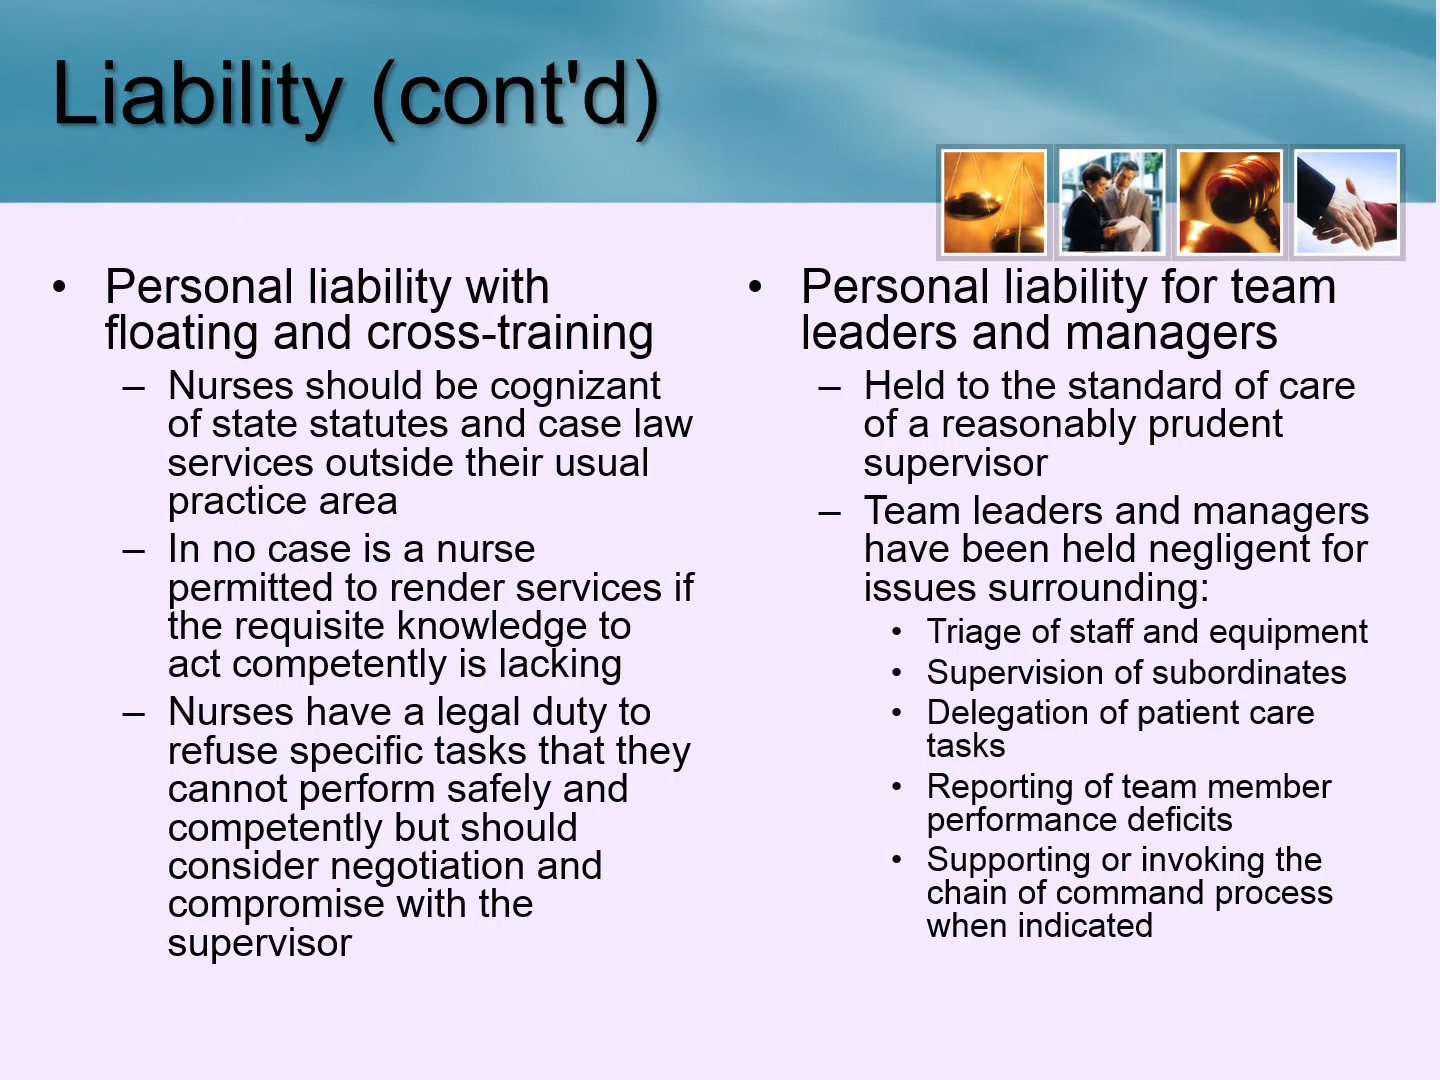 Liability (cont'd)
• Personal liability with
floating and cross-training
– Nurses should be cognizant
of state statutes and case law
services outside their usual
practice area
– In no case is a nurse
permitted to render services if
the requisite knowledge to
act competently is lacking
– Nurses have a legal duty to
refuse specific tasks that they
cannot perform safely and
competently but should
consider negotiation and
compromise with the
supervisor
• Personal liability for team
leaders and managers
– Held to the standard of care
of a reasonably prudent
supervisor
– Team leaders and managers
have been held negligent for
issues surrounding:
• Triage of staff and equipment
• Supervision of subordinates
• Delegation of patient care
tasks
• Reporting of team member
performance deficits
• Supporting or invoking the
chain of command process
when indicated